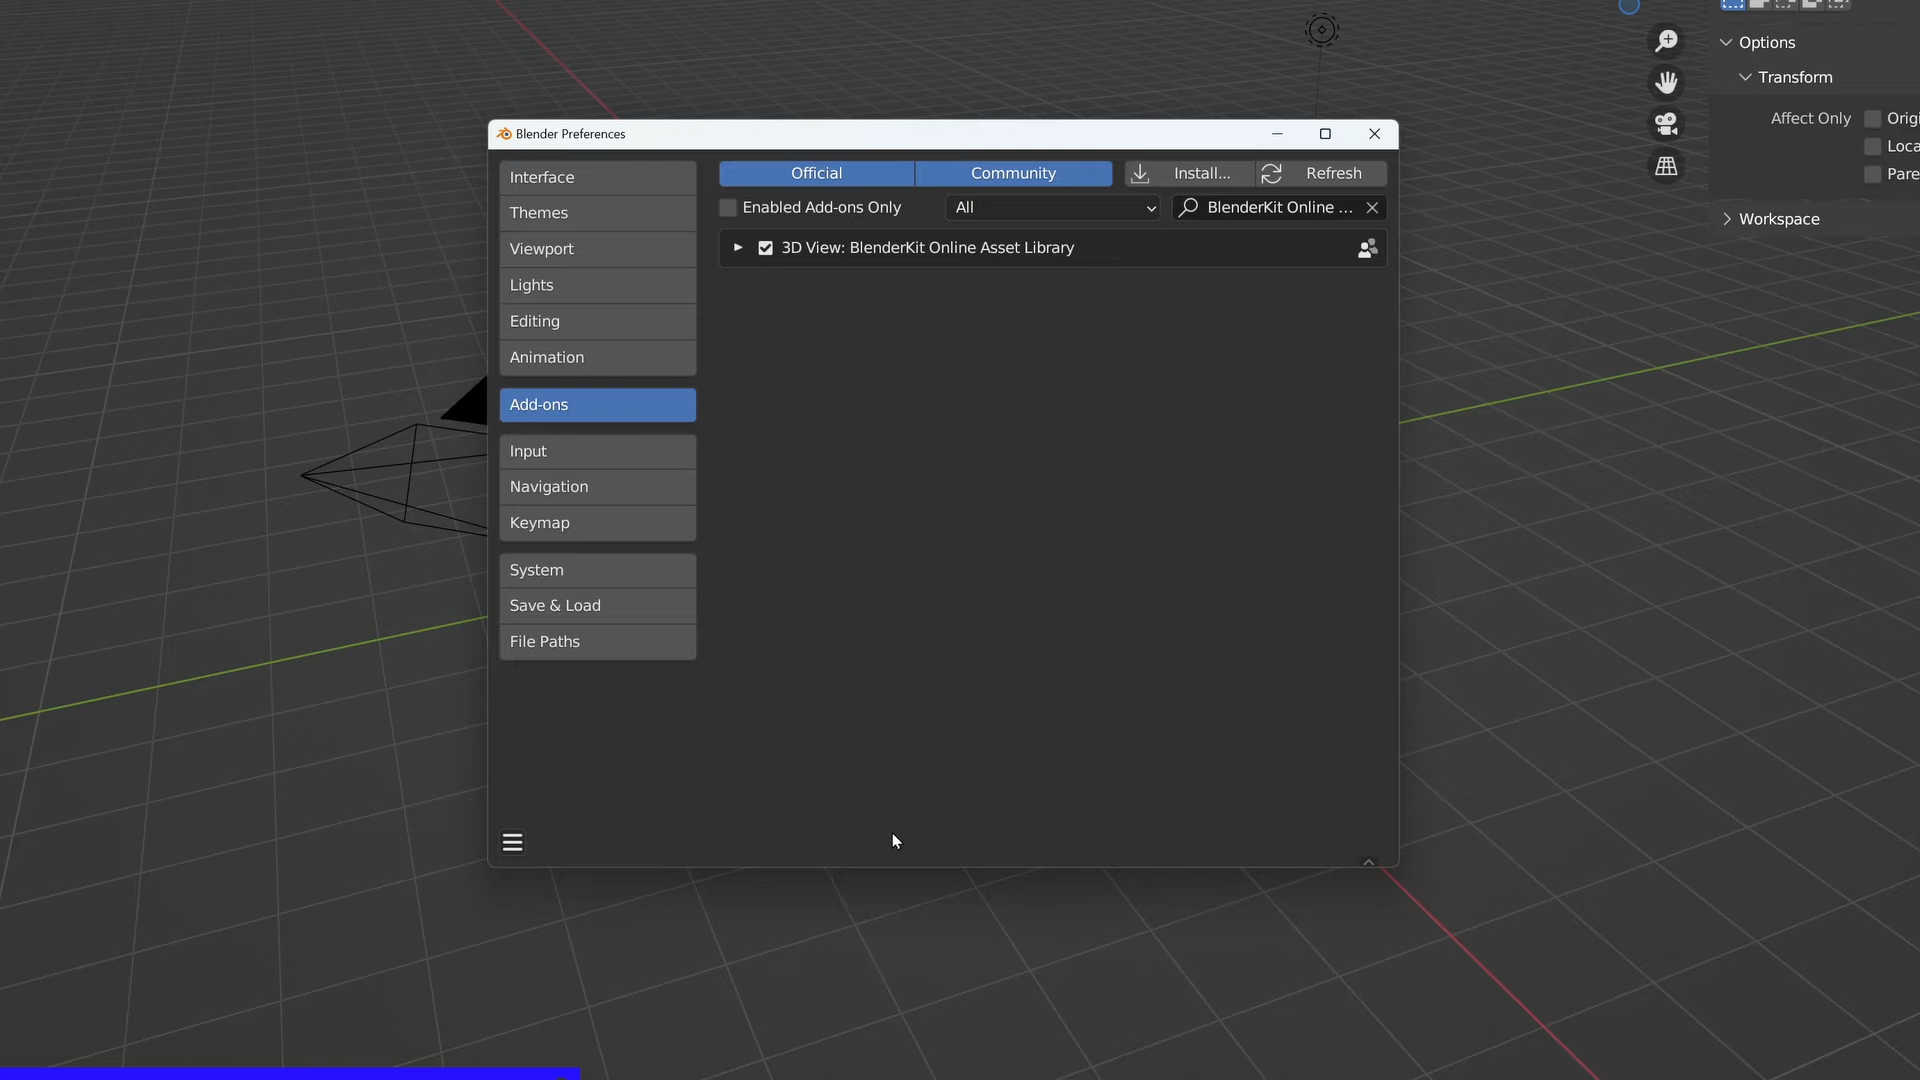 Options
Transform
Affect Only
Blender Preferences
Interface
Themes
Viewport
Lights
Editing
Animation
Add-ons
Input
Navigation
Keymap
System
Save & Load
File Paths
Official
Community
Install...
Refresh
Enabled Add-ons Only
All
BlenderKit Online ...
3D View: BlenderKit Online Asset Library
Workspace